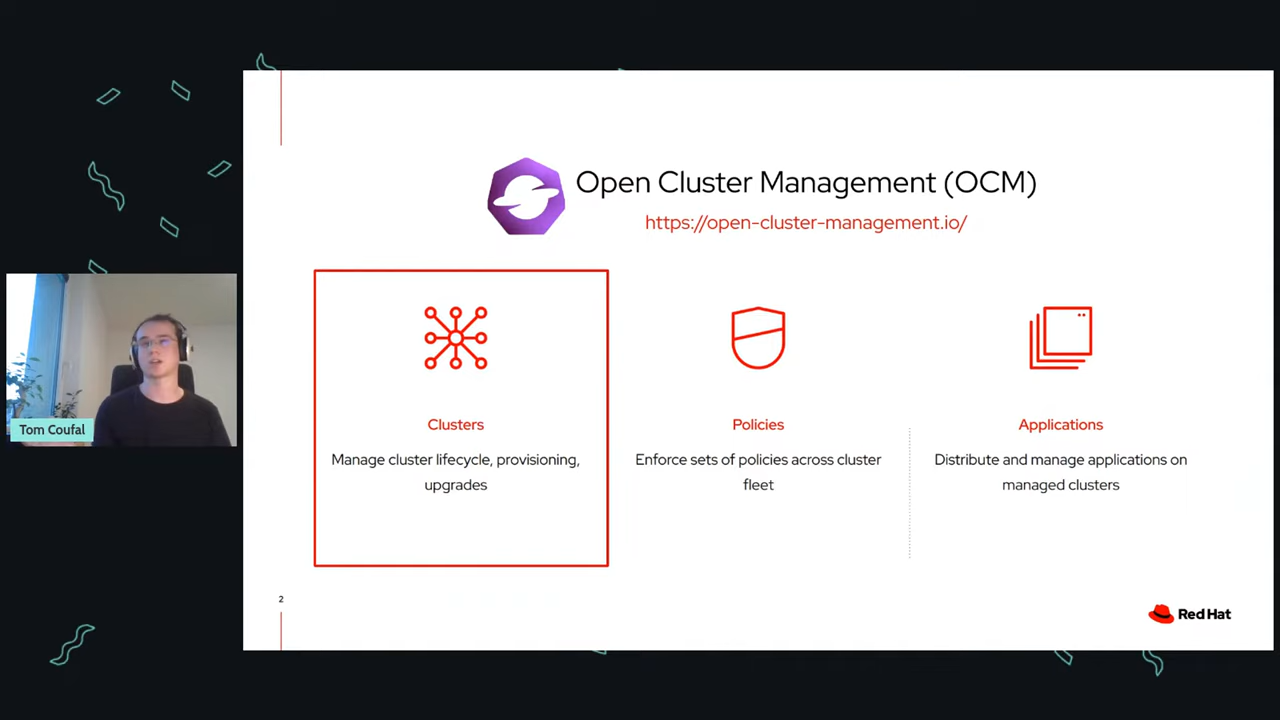 Open Cluster Management (OCM)
https://open-cluster-management.io/
Clusters
Manage cluster lifecycle, provisioning,
upgrades
Policies
Enforce sets of policies across cluster
fleet
Applications
Distribute and manage applications on
managed clusters
Tom Coufal
2
Red Hat